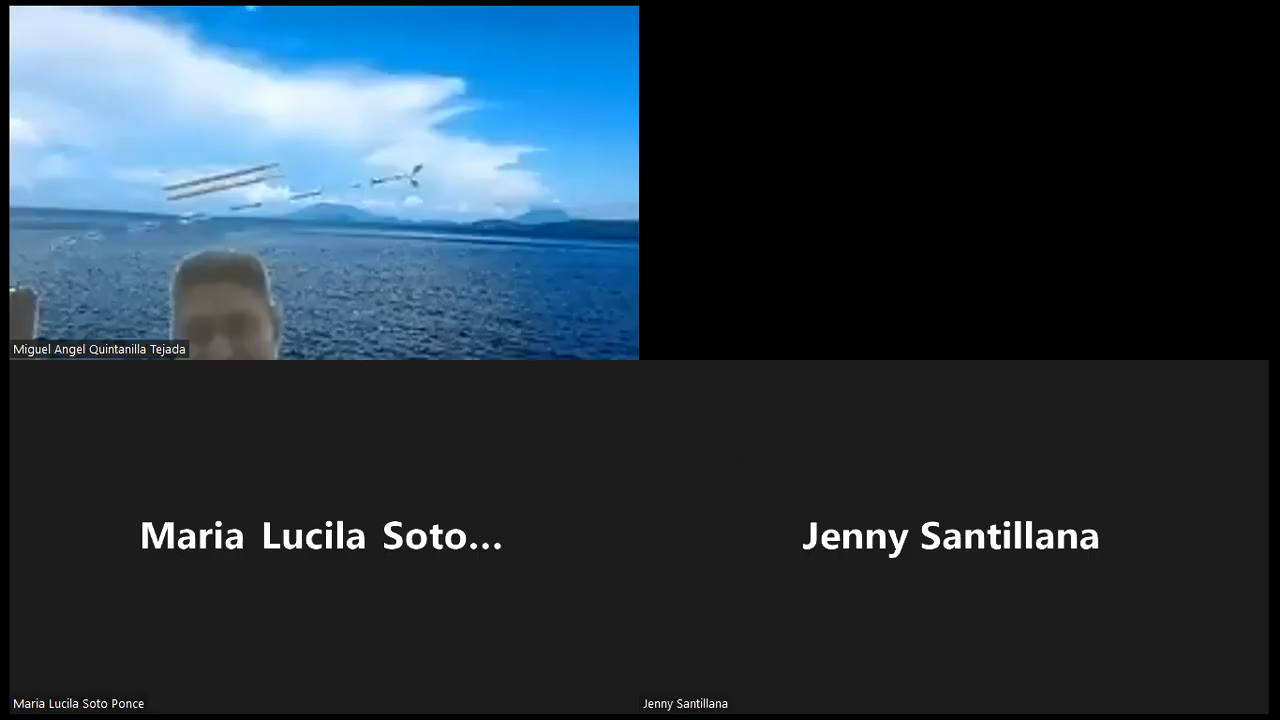 Miguel Angel Quintanilla Tejada
Maria Lucila Soto...
Jenny Santillana
Maria Lucila Soto Ponce
Jenny Santillana